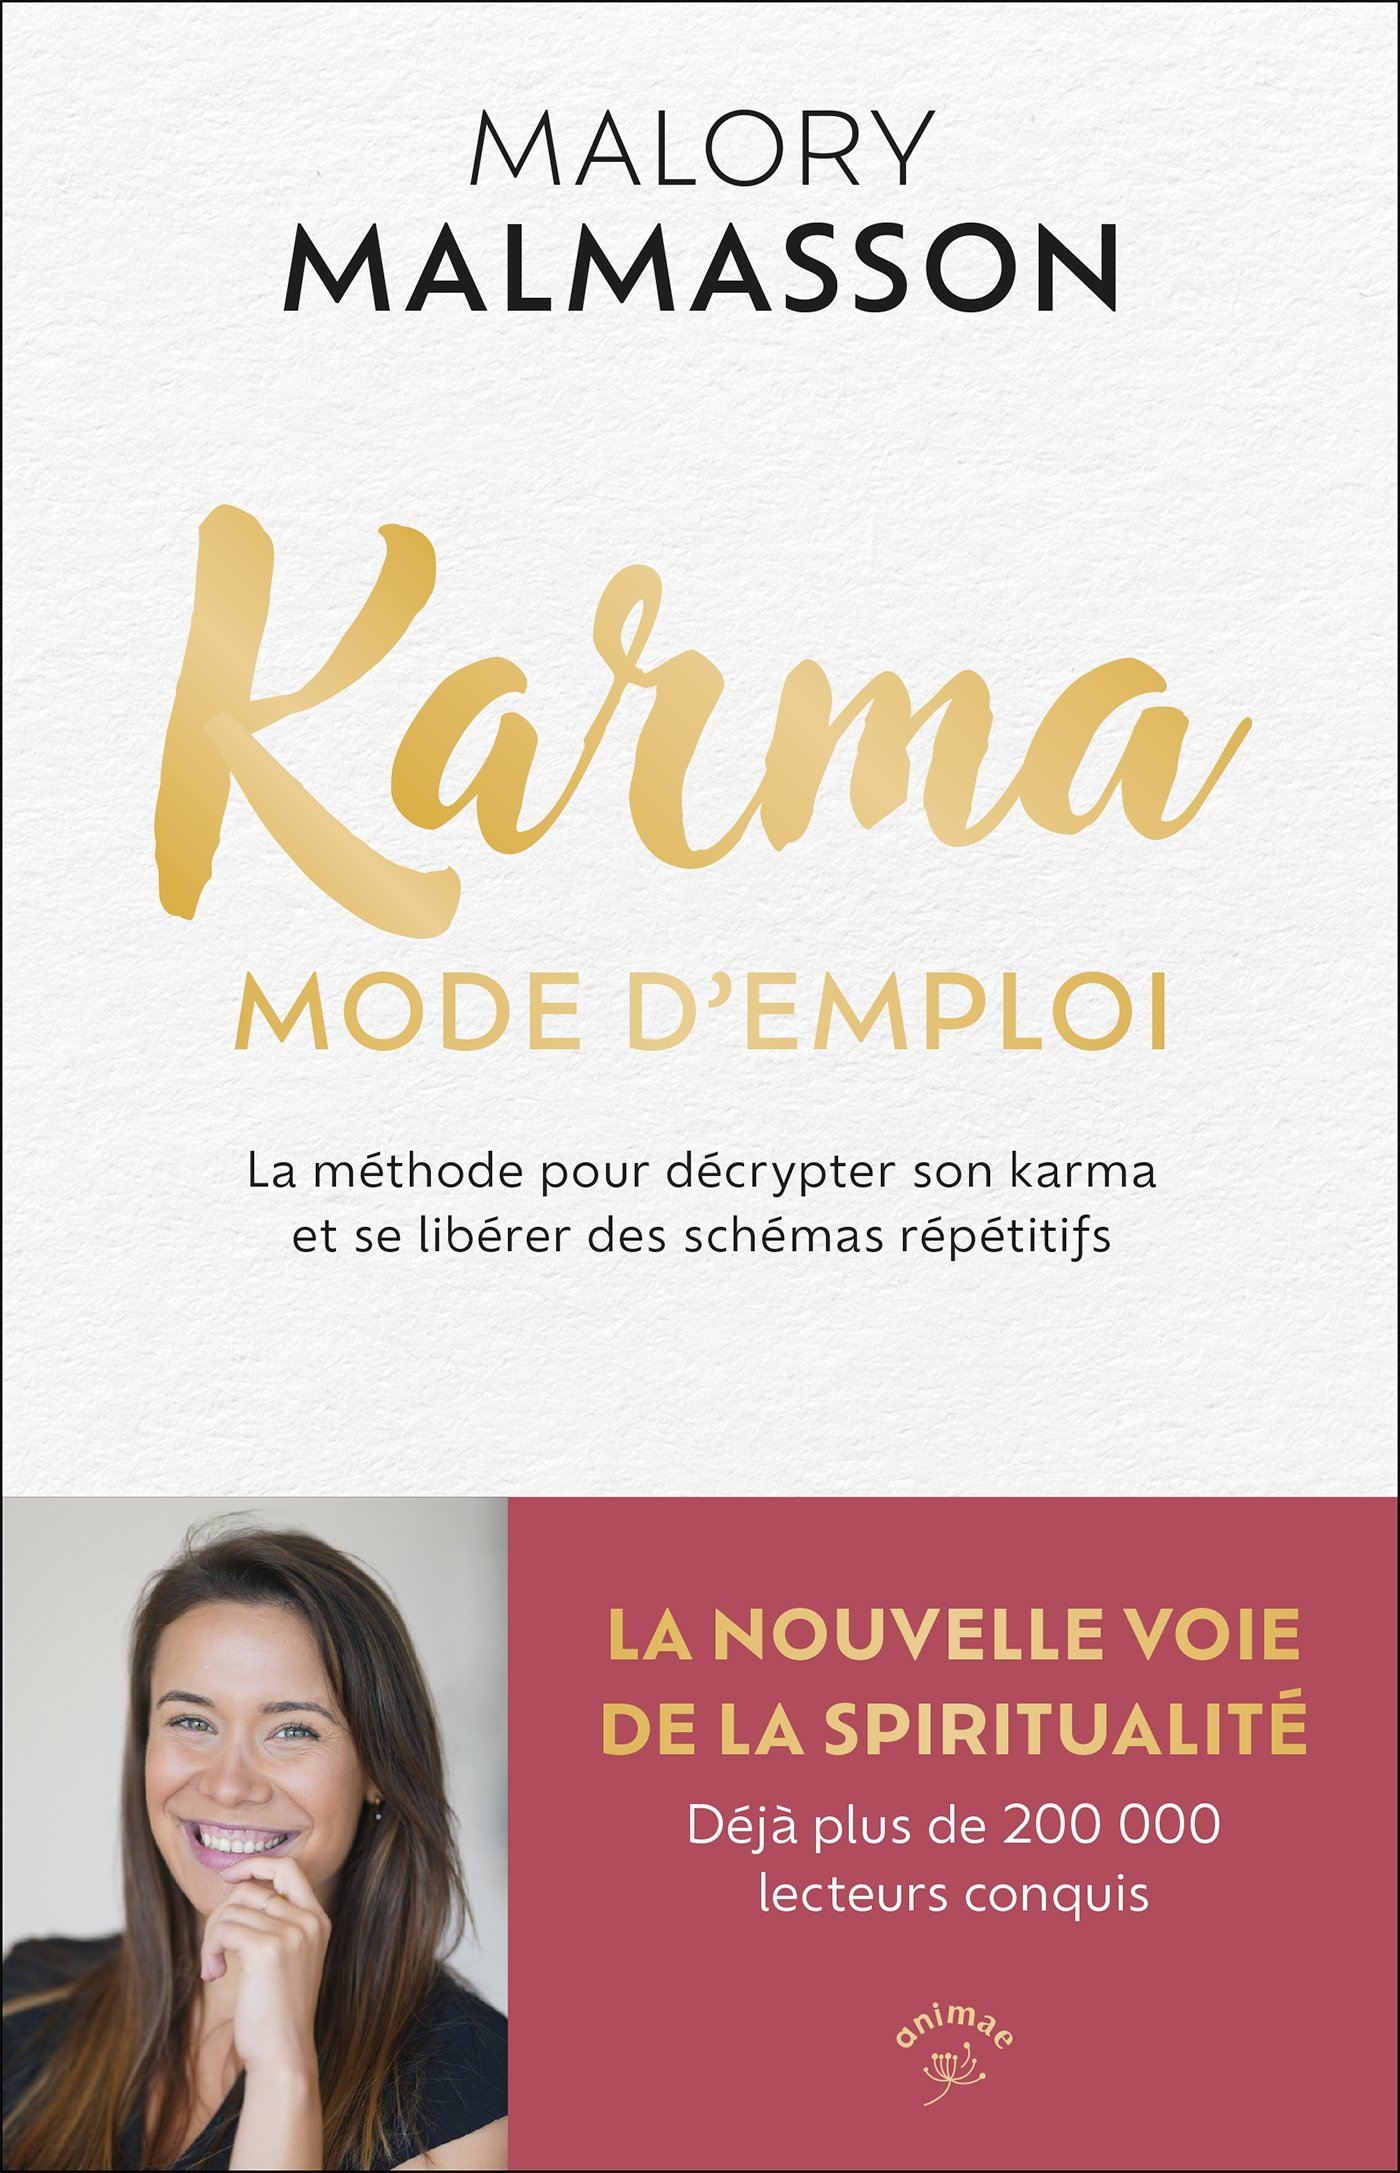 MALORY
MALMASSON
Karma
MODE D’EMPLOI
La méthode pour décrypter son karma
et se libérer des schémas répétitifs
LA NOUVELLE VOIE
DE LA SPIRITUALITÉ
Déjà plus de 200 000
lecteurs conquis
animae